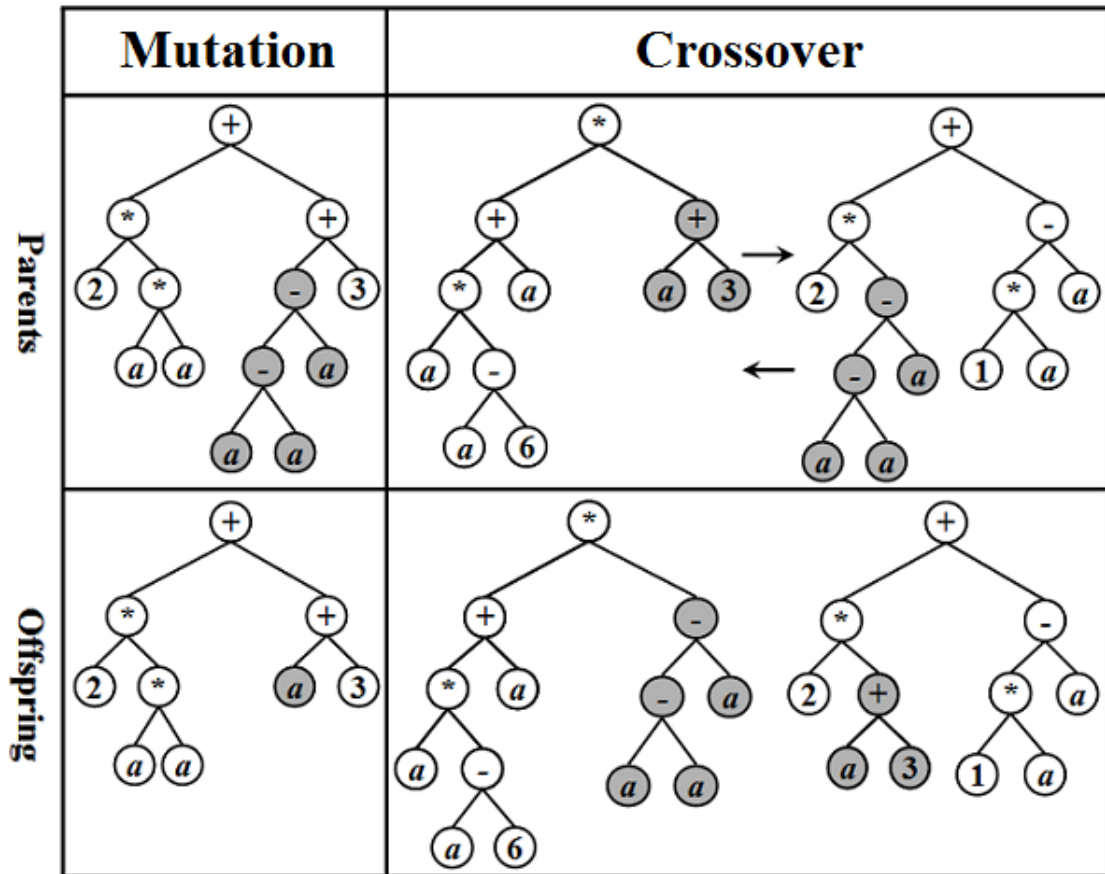 Mutation Crossover
Parents
+ * +
* + + + * -
2 * - 3 * a a 3 2 - * a
a a - a a - - a 1 a
a a a 6 a a
Offspring
+ * +
* + + - * -
2 * a 3 * a - a 2 + * a
a a a - a a a 3 1 a
a 6